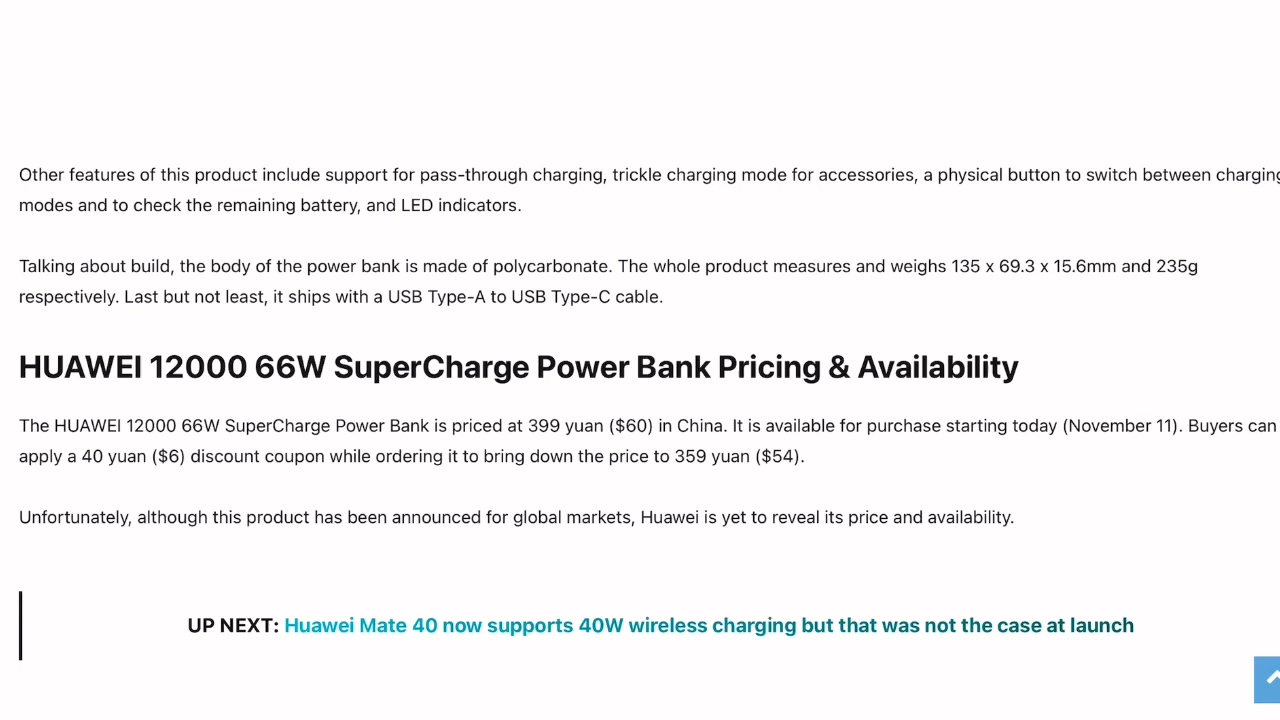 Other features of this product include support for pass-through charging, trickle charging mode for accessories, a physical button to switch between charging
modes and to check the remaining battery, and LED indicators.
Talking about build, the body of the power bank is made of polycarbonate. The whole product measures and weighs 135 x 69.3 x 15.6mm and 235g
respectively. Last but not least, it ships with a USB Type-A to USB Type-C cable.
HUAWEI 12000 66W SuperCharge Power Bank Pricing & Availability
The HUAWEI 12000 66W SuperCharge Power Bank is priced at 399 yuan ($60) in China. It is available for purchase starting today (November 11). Buyers can
apply a 40 yuan ($6) discount coupon while ordering it to bring down the price to 359 yuan ($54).
Unfortunately, although this product has been announced for global markets, Huawei is yet to reveal its price and availability.
UP NEXT: Huawei Mate 40 now supports 40W wireless charging but that was not the case at launch